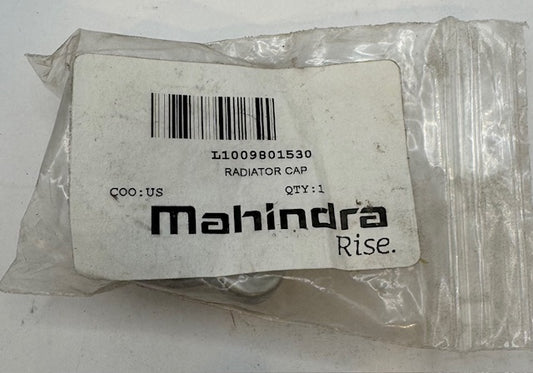 L1009801530
RADIATOR CAP
COO:US QTY:1
Mahindra
Rise.